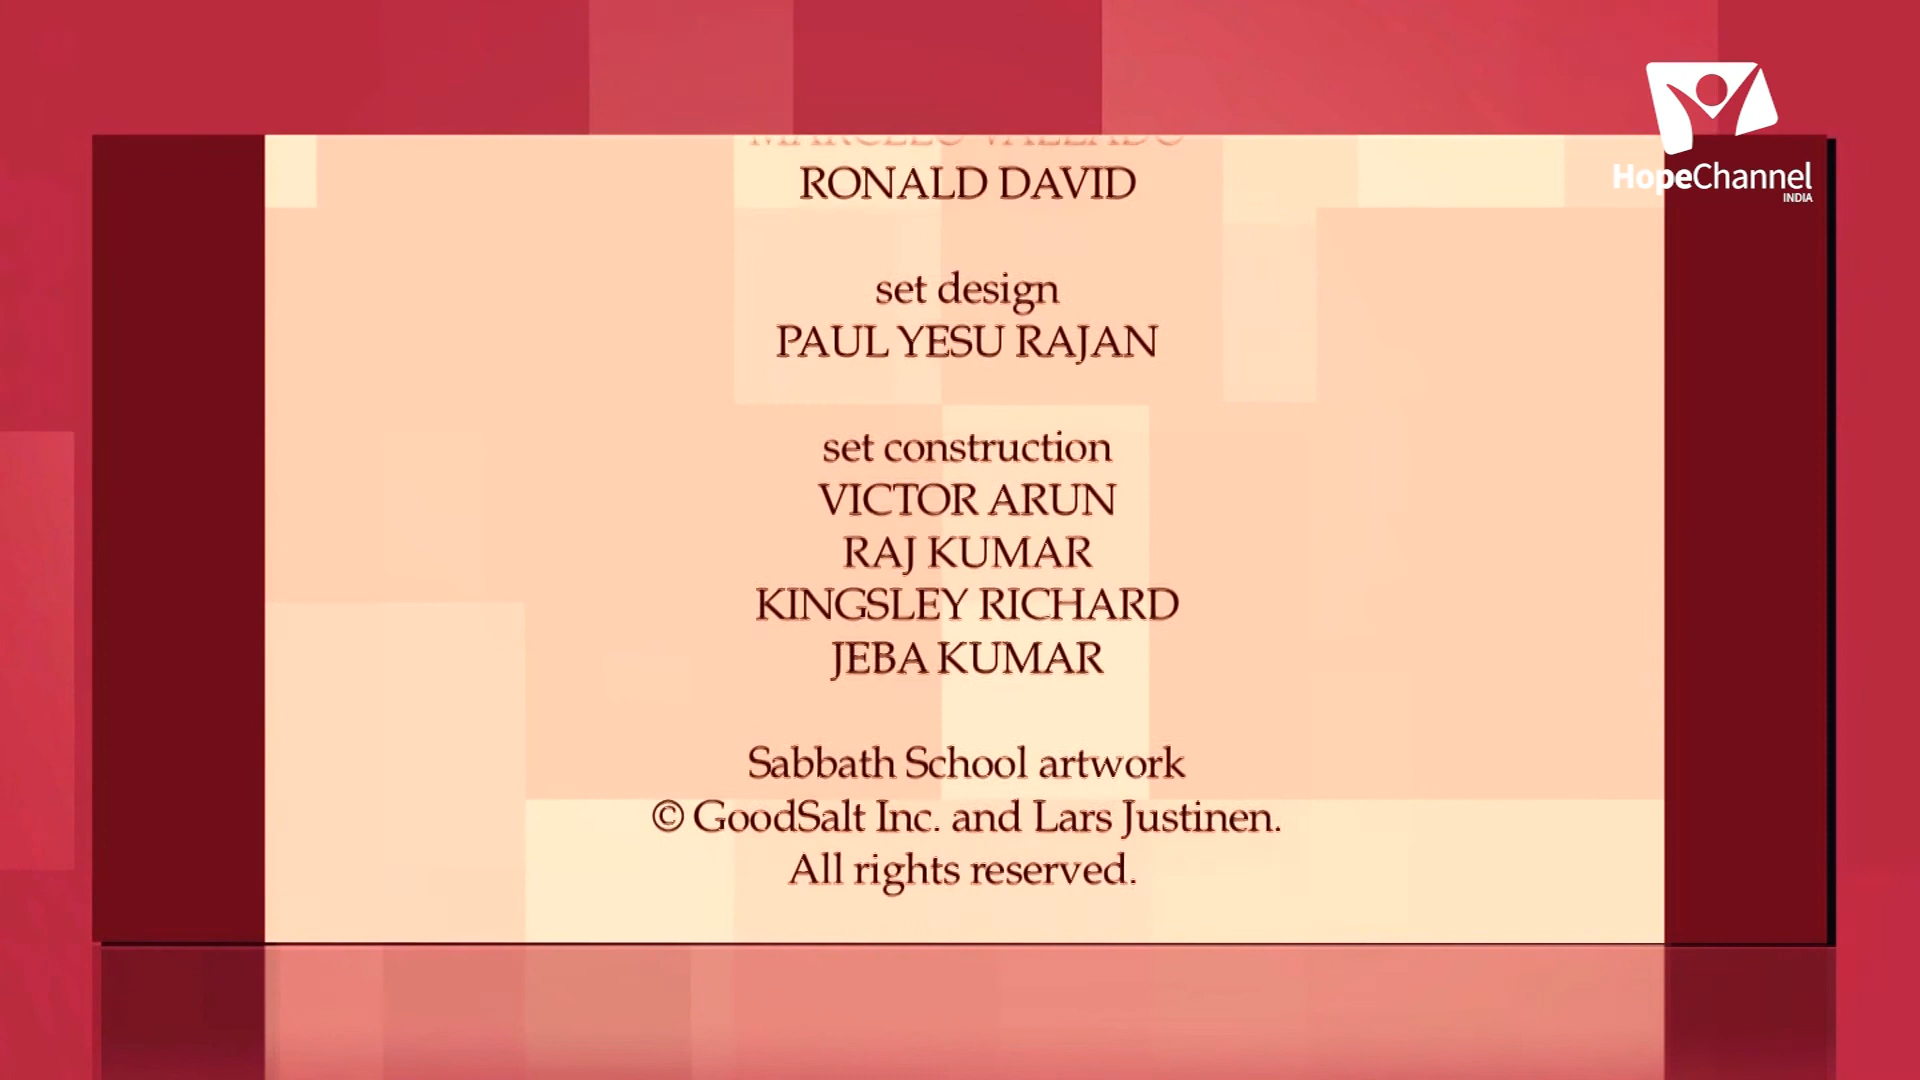 RONALD DAVID
set design
PAUL YESU RAJAN
set construction
VICTOR ARUN
RAJ KUMAR
KINGSLEY RICHARD
JEBA KUMAR
Sabbath School artwork
© GoodSalt Inc. and Lars Justinen.
All rights reserved.
HopeChannel
INDIA